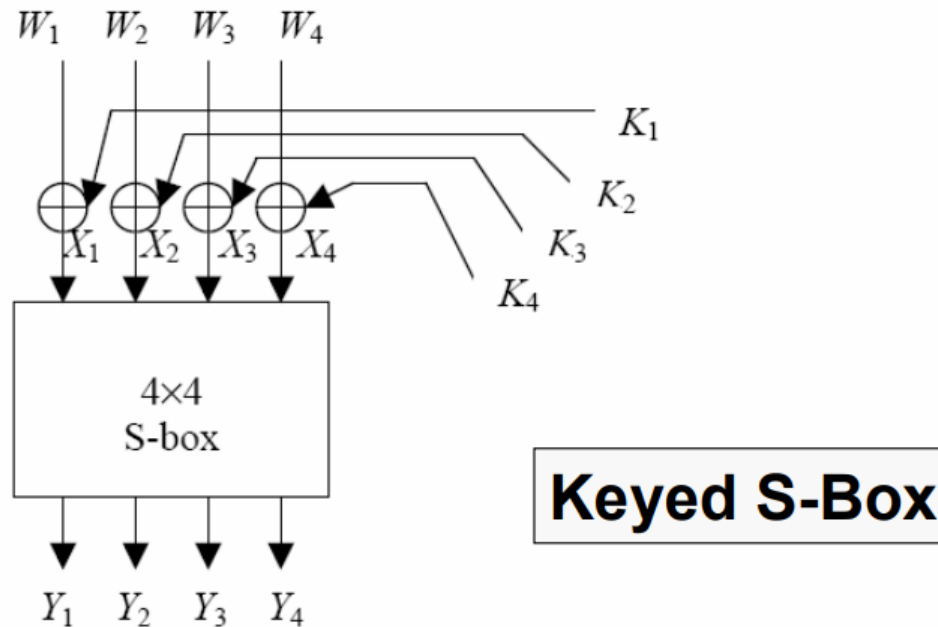 W1 W2 W3 W4
K1
K2
K3
K4
X1 X2 X3 X4
4×4
S-box
Keyed S-Box
Y1 Y2 Y3 Y4